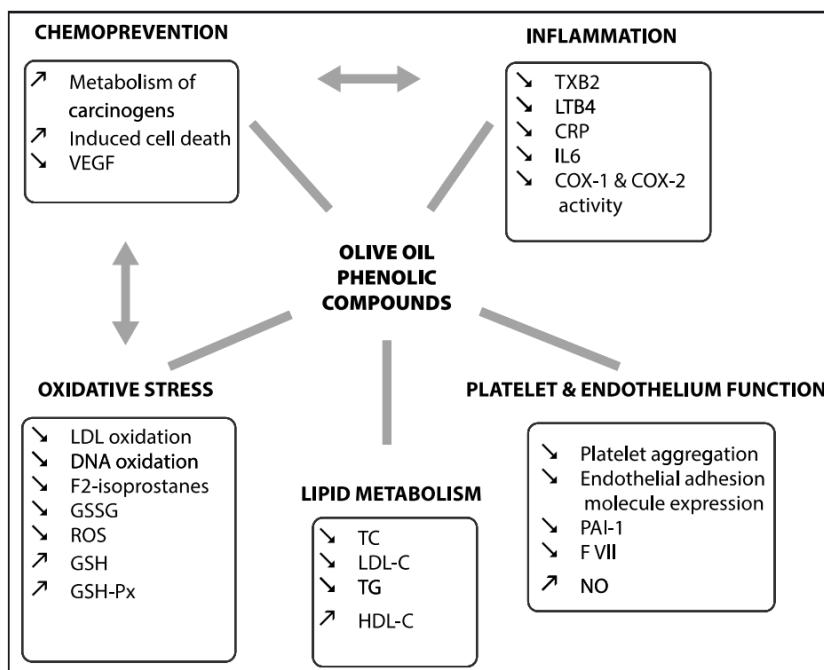 CHEMOPREVENTION
↗ Metabolism of
carcinogens
↗ Induced cell death
↘ VEGF
INFLAMMATION
↘ TXB2
↘ LTB4
↘ CRP
↘ IL6
↘ COX-1 & COX-2
activity
OLIVE OIL
PHENOLIC
COMPOUNDS
OXIDATIVE STRESS
↘ LDL oxidation
↘ DNA oxidation
↘ F2-isoprostanes
↘ GSSG
↘ ROS
↗ GSH
↗ GSH-Px
LIPID METABOLISM
↘ TC
↘ LDL-C
↘ TG
↗ HDL-C
PLATELET & ENDOTHELIUM FUNCTION
↘ Platelet aggregation
↘ Endothelial adhesion
molecule expression
↘ PAI-1
↘ F VII
↗ NO